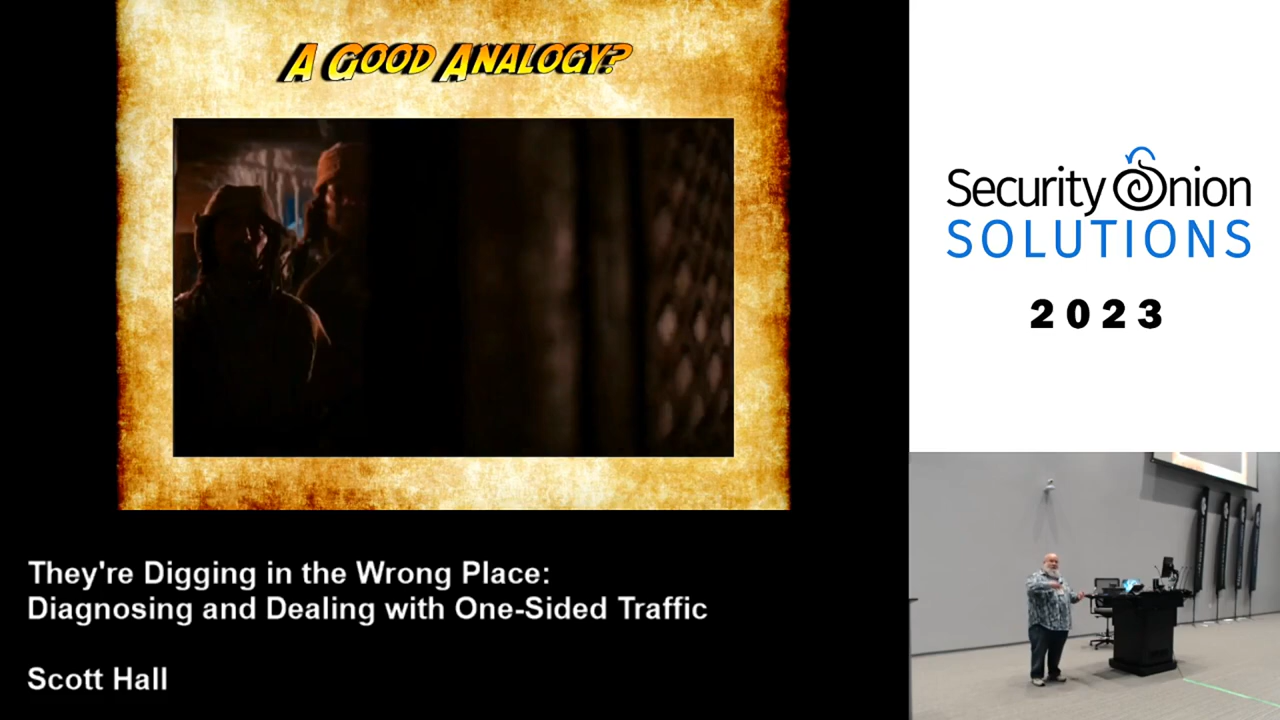 A GOOD ANALOGY?
Security Onion
SOLUTIONS
2023
They're Digging in the Wrong Place:
Diagnosing and Dealing with One-Sided Traffic
Scott Hall